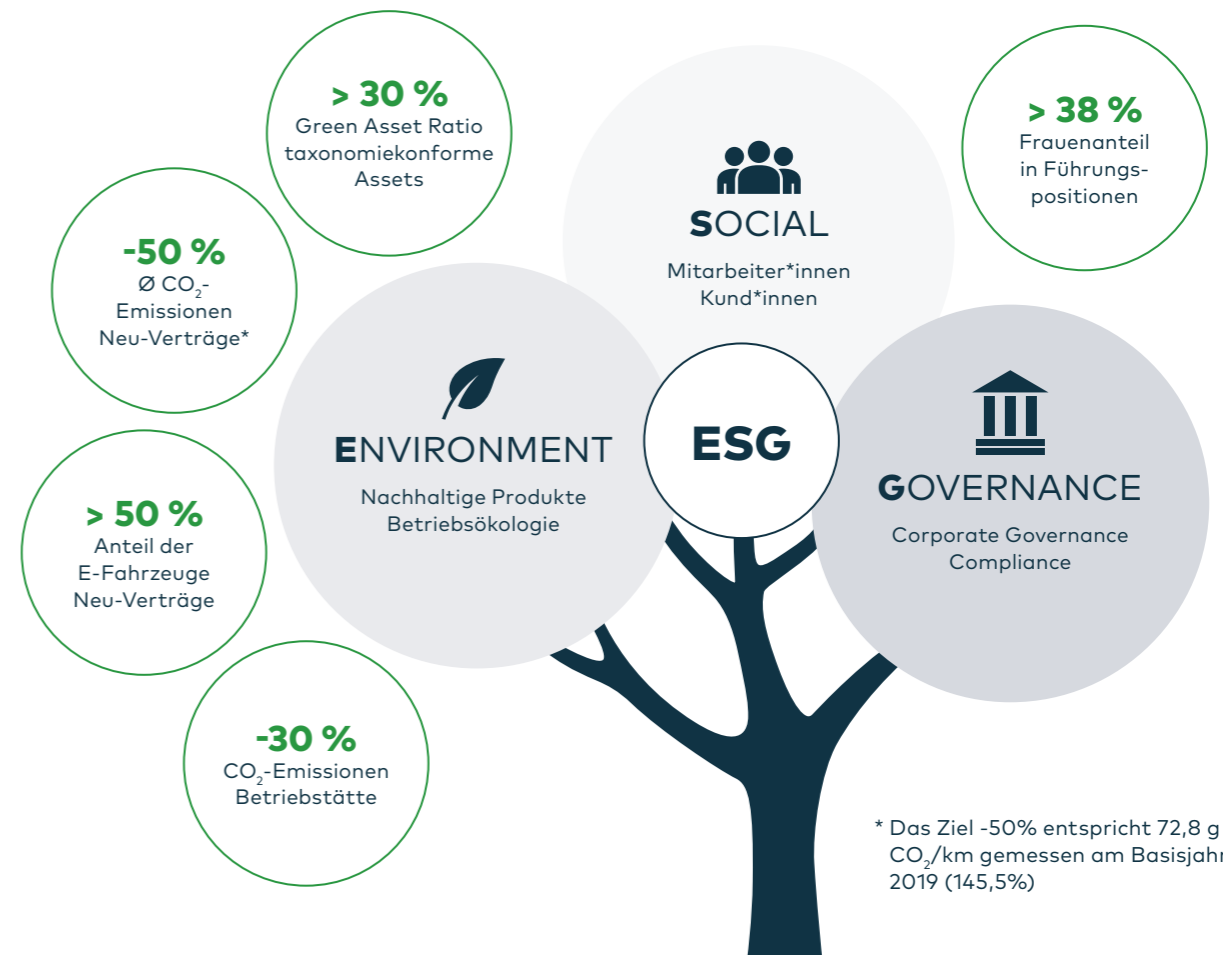 > 30 %
Green Asset Ratio
taxonomiekonforme
Assets
-50 %
Ø CO₂-
Emissionen
Neu-Verträge*
> 50 %
Anteil der
E-Fahrzeuge
Neu-Verträge
-30 %
CO₂-Emissionen
Betriebstätte
ENVIRONMENT
Nachhaltige Produkte
Betriebsökologie
SOCIAL
Mitarbeiter*innen
Kund*innen
ESG
GOVERNANCE
Corporate Governance
Compliance
> 38 %
Frauenanteil
in Führungs-
positionen
* Das Ziel -50% entspricht 72,8 g
CO₂/km gemessen am Basisjahr
2019 (145,5%)